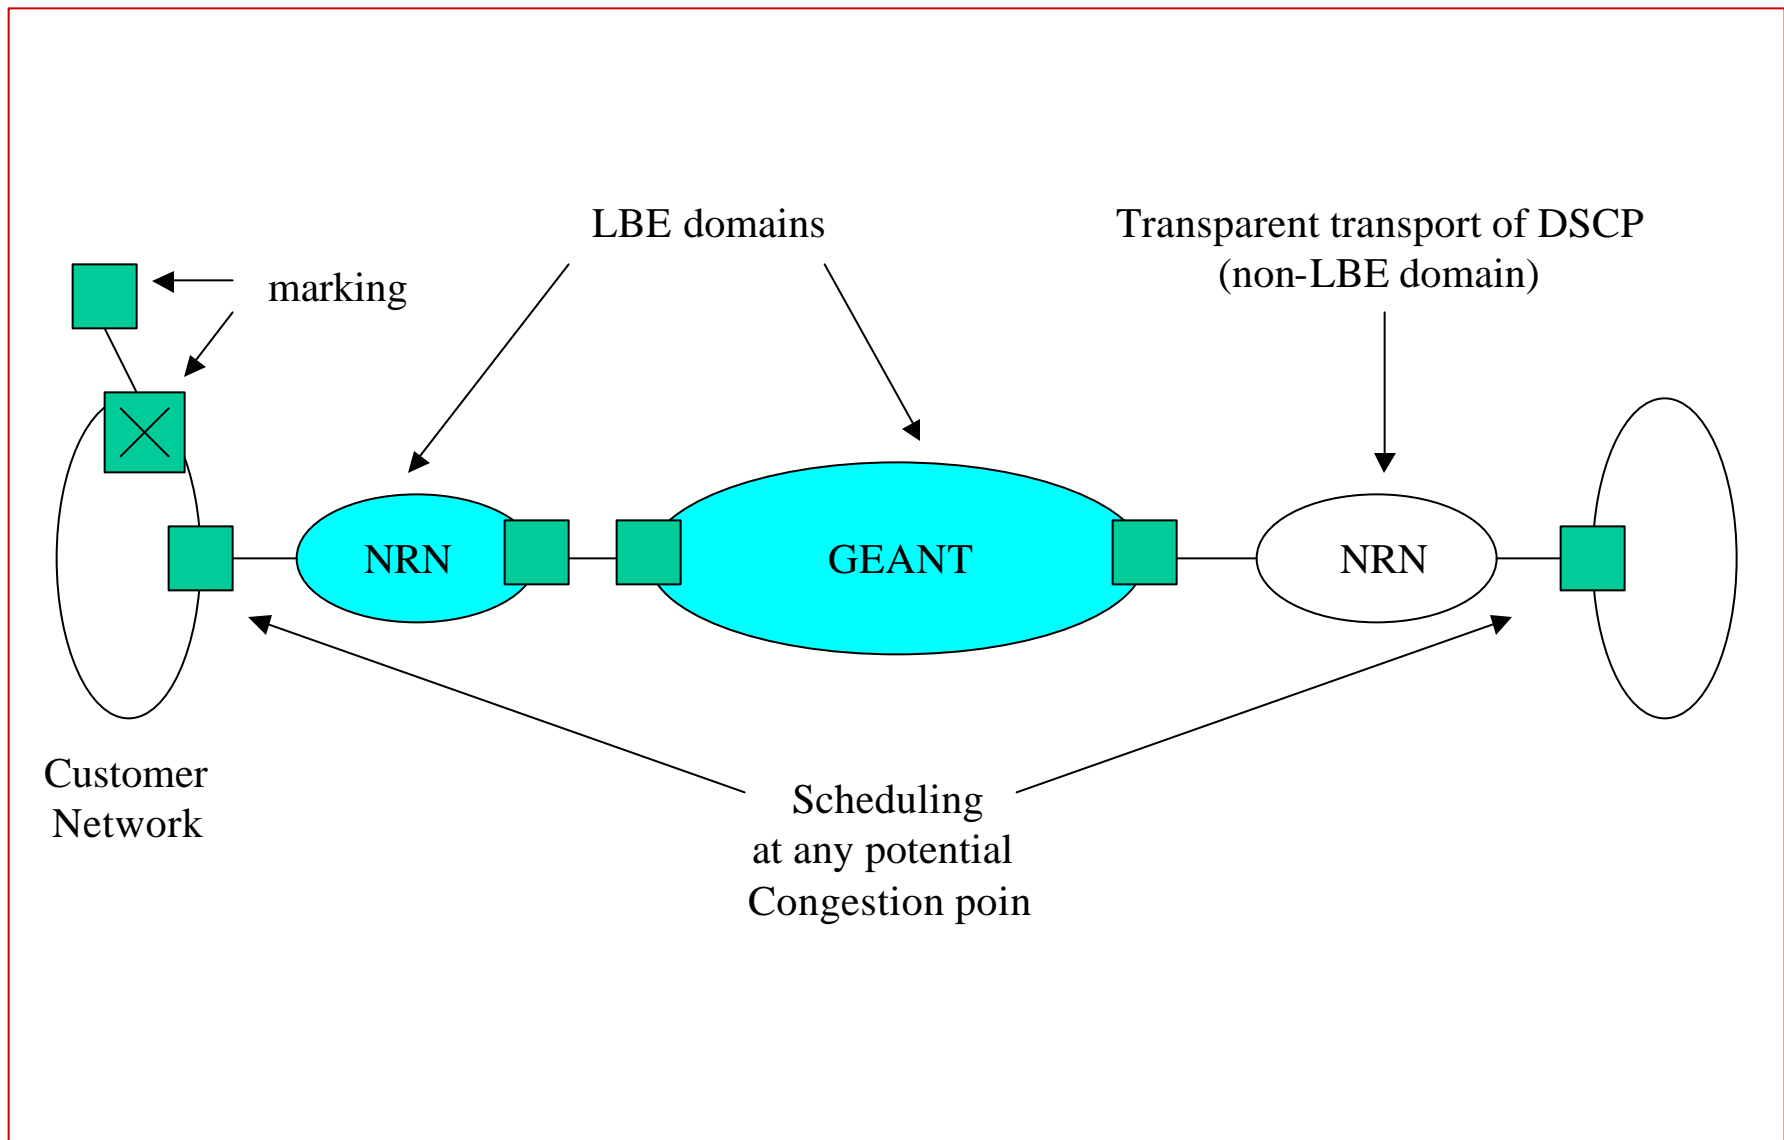 LBE domains
Transparent transport of DSCP
(non-LBE domain)
marking
NRN
GEANT
NRN
Customer
Network
Scheduling
at any potential
Congestion poin